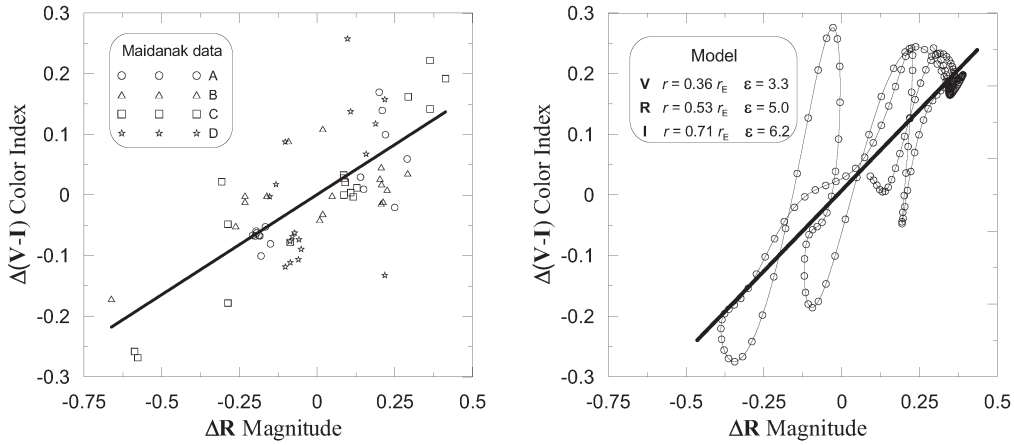 0.3
0.2
0.1
0
-0.1
-0.2
-0.3
Δ(V-I) Color Index
Maidanak data
A
B
C
D
-0.75 -0.5 -0.25 0 0.25 0.5
ΔR Magnitude
0.3
0.2
0.1
0
-0.1
-0.2
-0.3
Δ(V-I) Color Index
Model
V r = 0.36 rE ε = 3.3
R r = 0.53 rE ε = 5.0
I r = 0.71 rE ε = 6.2
-0.75 -0.5 -0.25 0 0.25 0.5
ΔR Magnitude